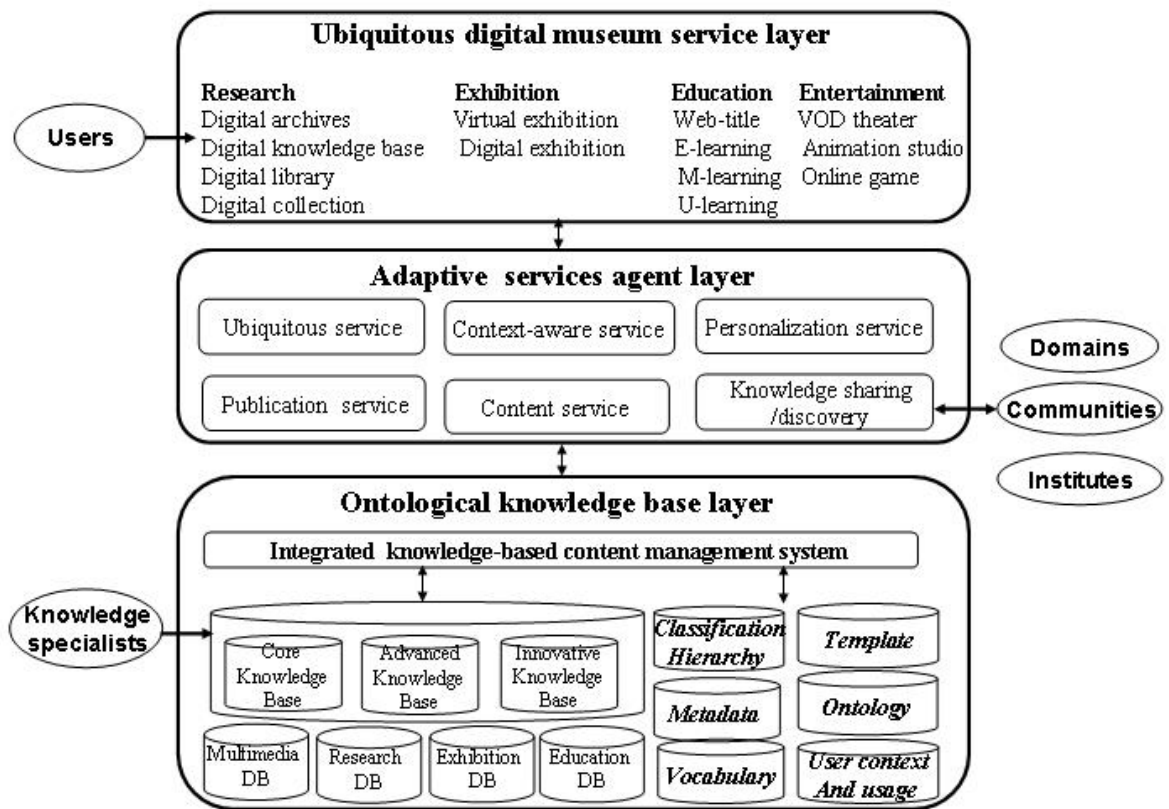 Ubiquitous digital museum service layer
Research
Digital archives
Digital knowledge base
Digital library
Digital collection
Exhibition
Virtual exhibition
Digital exhibition
Education
Web-title
E-learning
M-learning
U-learning
Entertainment
VOD theater
Animation studio
Online game
Users
Adaptive services agent layer
Ubiquitous service
Context-aware service
Personalization service
Publication service
Content service
Knowledge sharing
/discovery
Domains
Communities
Institutes
Ontological knowledge base layer
Integrated knowledge-based content management system
Knowledge
specialists
Core
Knowledge
Base
Advanced
Knowledge
Base
Innovative
Knowledge
Base
Multimedia
DB
Research
DB
Exhibition
DB
Education
DB
Classification
Hierarchy
Metadata
Vocabulary
Template
Ontology
User context
And usage